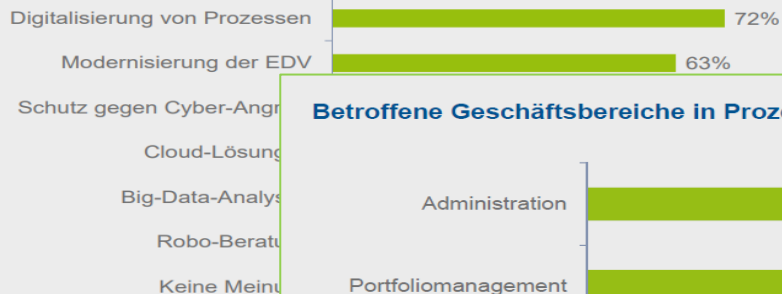 Digitalisierung von Prozessen 72%
Modernisierung der EDV 63%
Schutz gegen Cyber-Angr
Cloud-Lösung
Big-Data-Analys
Robo-Beratu
Keine Meinu
Betroffene Geschäftsbereiche in Proze
Administration
Portfoliomanagement